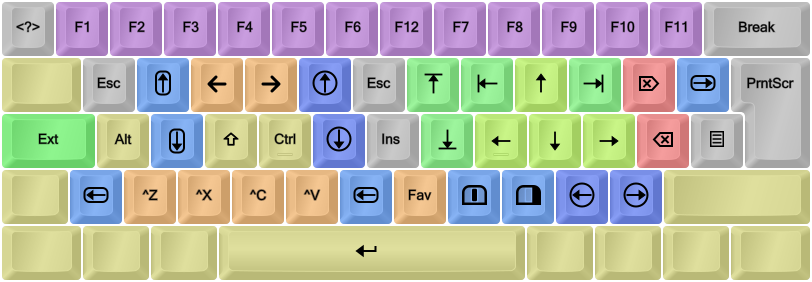 <?> F1 F2 F3 F4 F5 F6 F12 F7 F8 F9 F10 F11 Break
Esc Esc PrntScr
Ext Alt Ctrl Ins
^Z ^X ^C ^V Fav